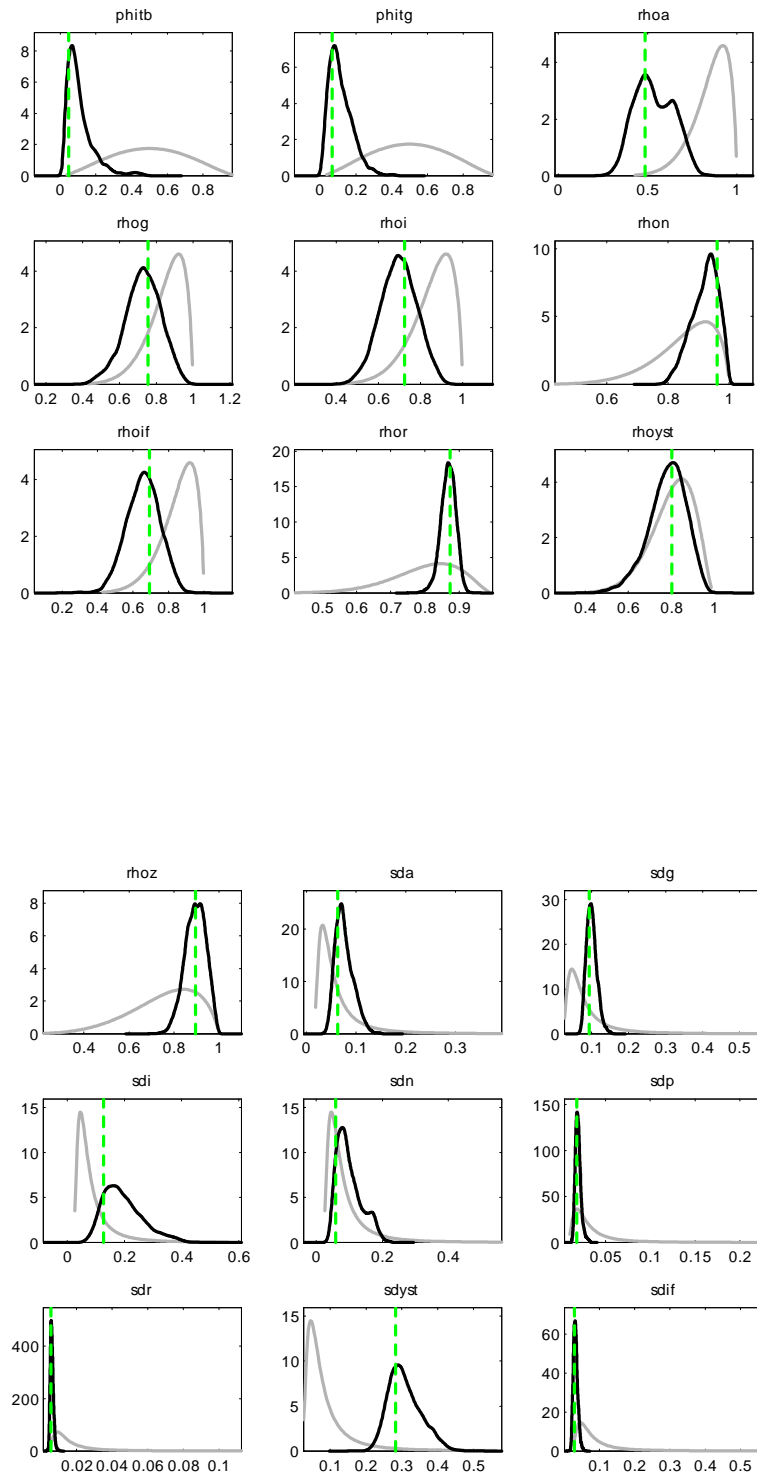 phitb phitg rhoa
8
6
4
2
0
0 0.2 0.4 0.6 0.8
6
4
2
0
0 0.2 0.4 0.6 0.8
4
2
0
0 0.5 1
rhog rhoi rhon
4
2
0
0.2 0.4 0.6 0.8 1 1.2
4
2
0
0.4 0.6 0.8 1
10
5
0
0.6 0.8 1
rhoif rhor rhoyst
4
2
0
0.2 0.4 0.6 0.8 1
20
15
10
5
0
0.5 0.6 0.7 0.8 0.9
4
2
0
0.4 0.6 0.8 1
rhoz sda sdg
8
6
4
2
0
0.4 0.6 0.8 1
20
10
0
0 0.1 0.2 0.3
30
20
10
0
0.1 0.2 0.3 0.4 0.5
sdi sdn sdp
15
10
5
0
0 0.2 0.4 0.6
15
10
5
0
0 0.2 0.4
150
100
50
0
0.05 0.1 0.15 0.2
sdr sdyst sdif
400
200
0
0.02 0.04 0.06 0.08 0.1
15
10
5
0
0.1 0.2 0.3 0.4 0.5
60
40
20
0
0.1 0.2 0.3 0.4 0.5